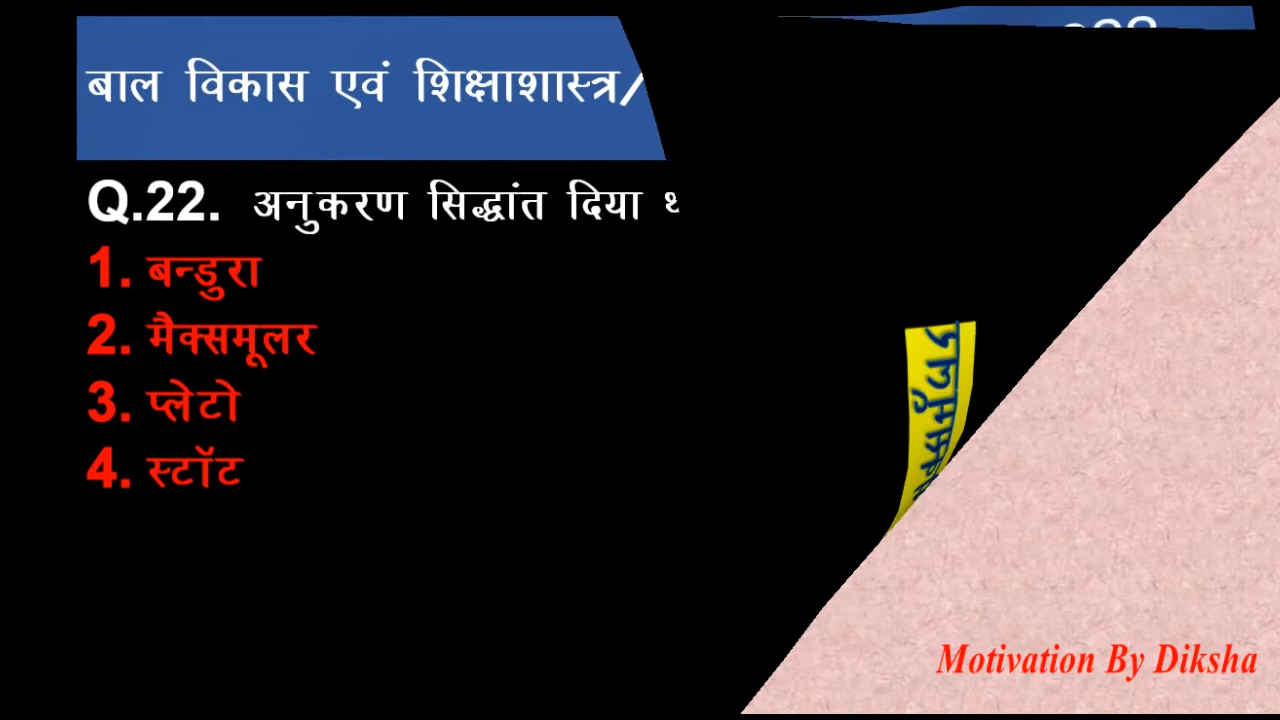 बाल विकास एवं शिक्षाशास्त्र/
Q.22. अनुकरण सिद्धांत दिया
1. बन्डुरा
2. मैक्समूलर
3. प्लेटो
4. स्टॉट
Motivation By Diksha